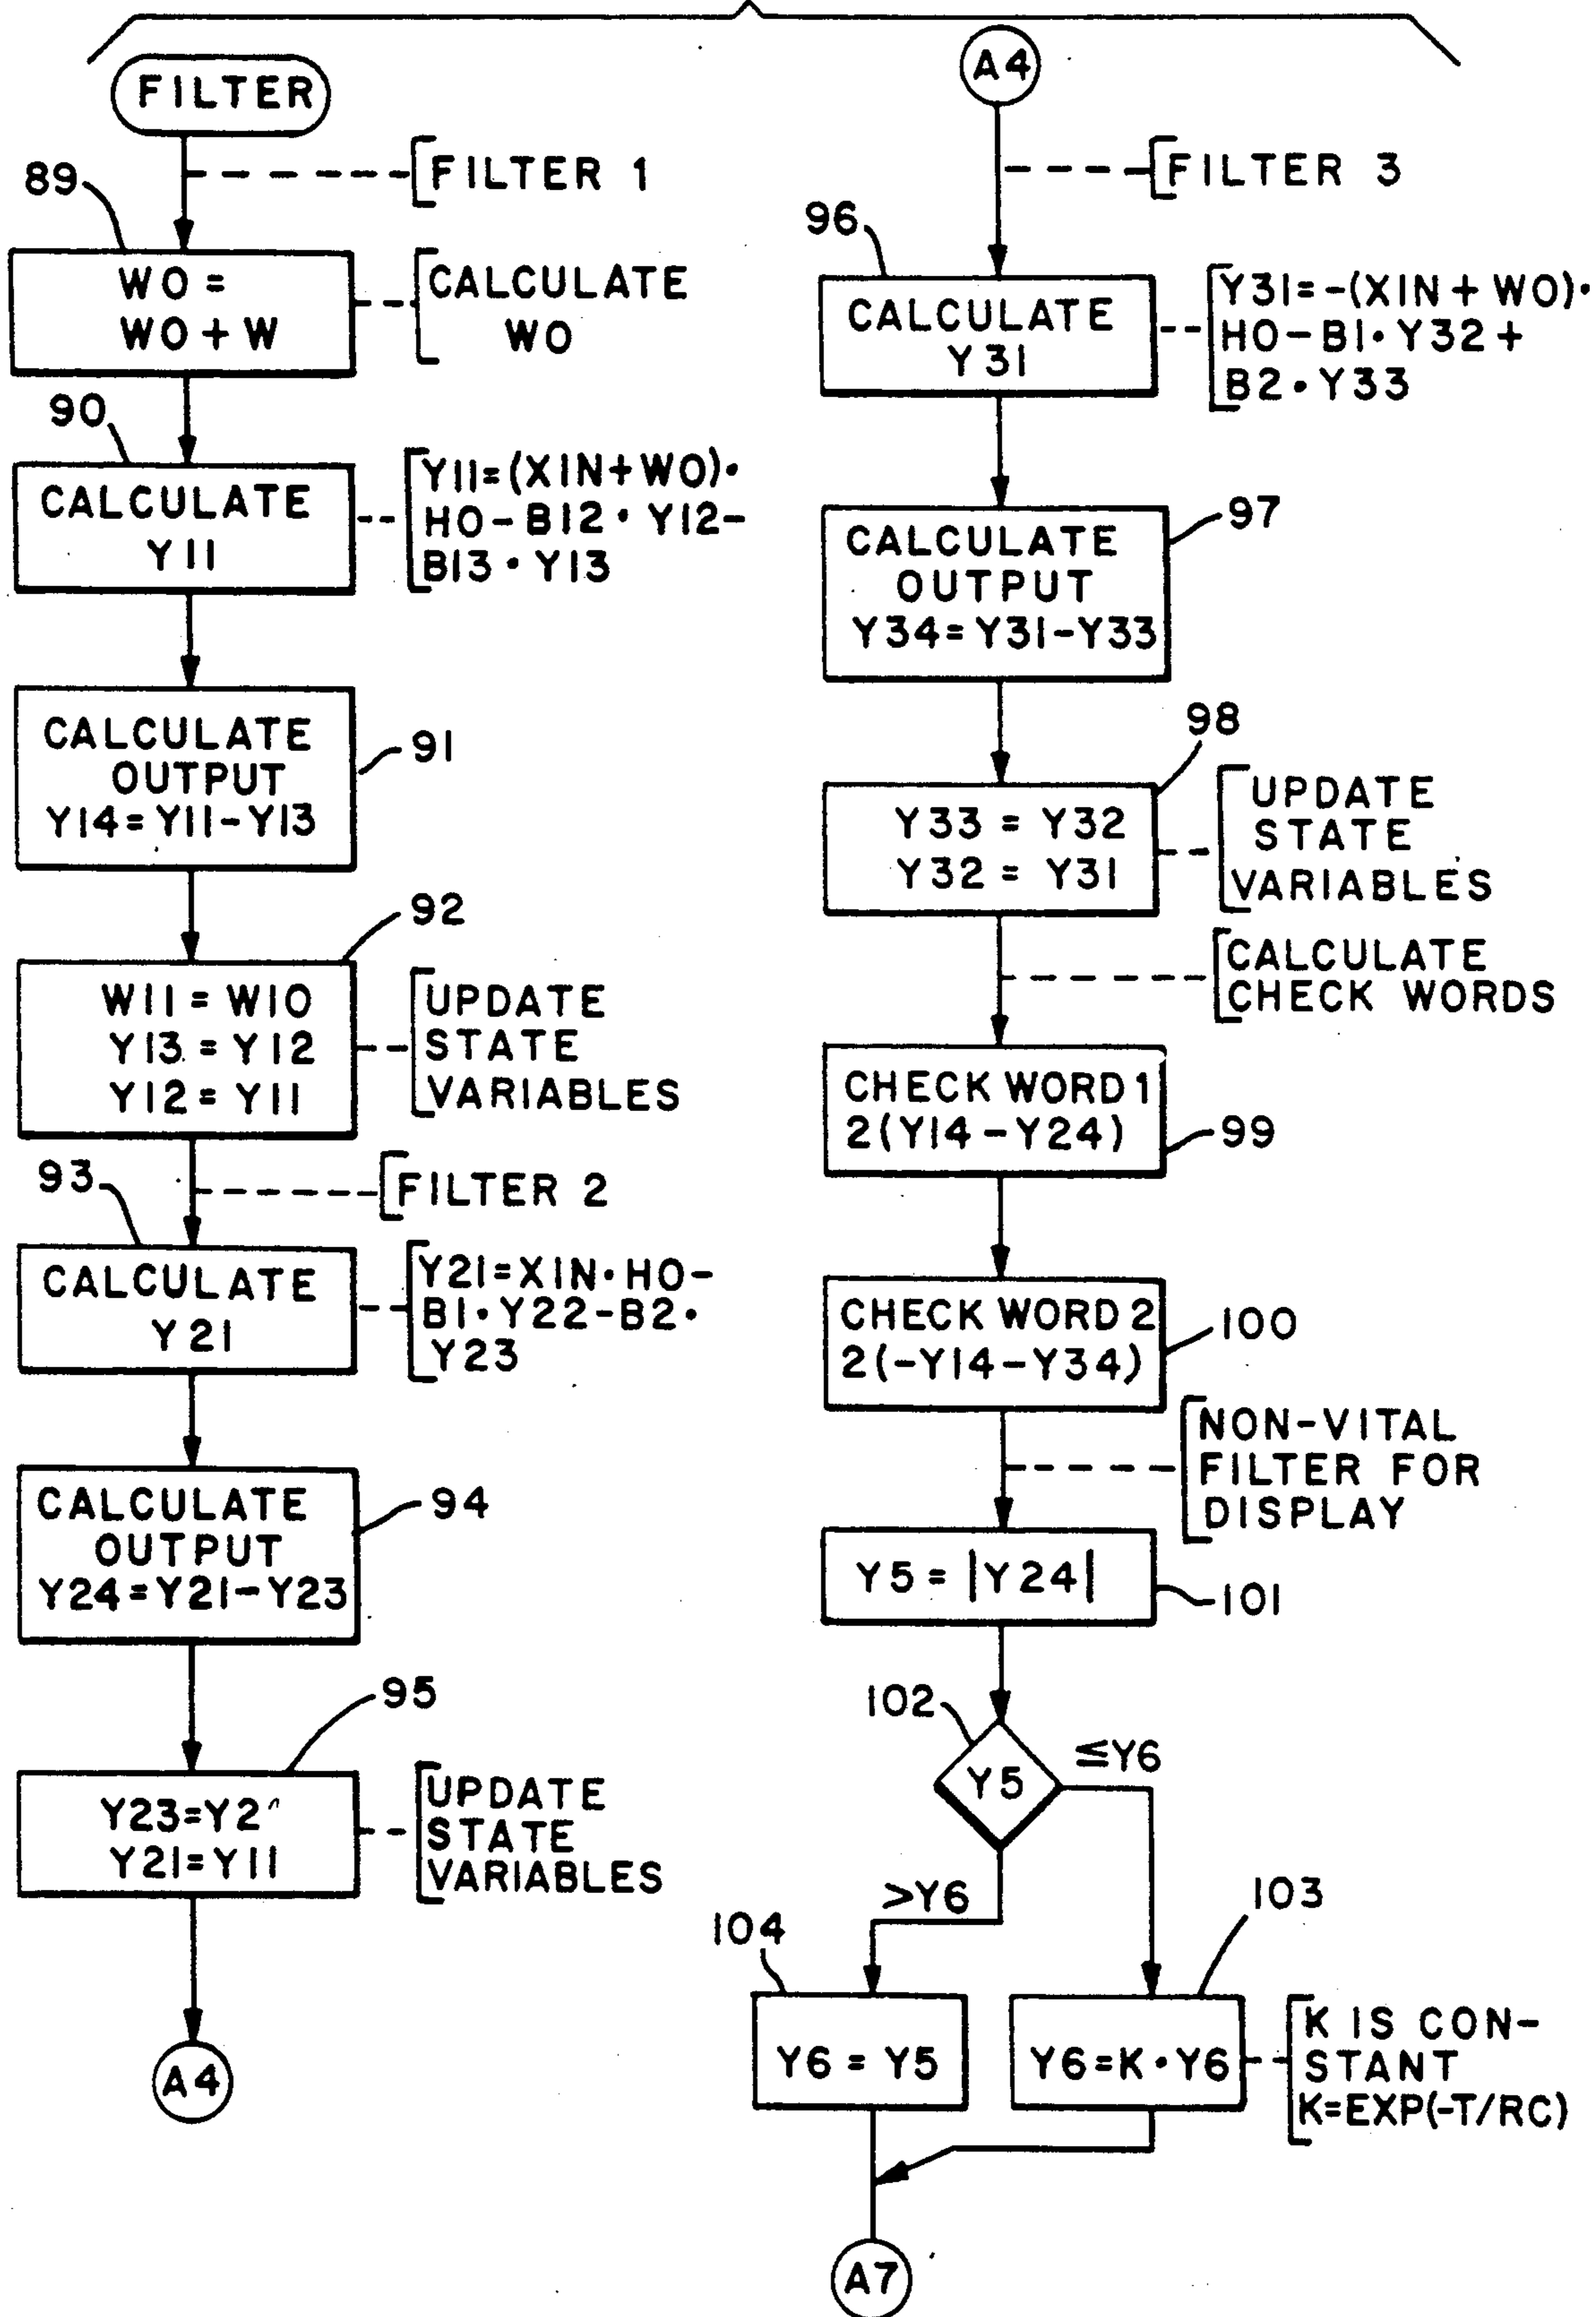 FILTER
FILTER 1
89
WO =
WO + W
CALCULATE
WO
90
CALCULATE
Y11
Y11=(XIN+WO)•
HO-B12•Y12-
B13•Y13
CALCULATE
OUTPUT
Y14=Y11-Y13
91
92
W11 = W10
Y13 = Y12
Y12 = Y11
UPDATE
STATE
VARIABLES
FILTER 2
93
CALCULATE
Y21
Y21=XIN•HO-
B1•Y22-B2•
Y23
CALCULATE
OUTPUT
Y24=Y21-Y23
94
95
Y23=Y2
Y21=Y11
UPDATE
STATE
VARIABLES
A4
A4
FILTER 3
96
CALCULATE
Y31
Y31=-(XIN+WO)•
HO-B1•Y32+
B2•Y33
97
CALCULATE
OUTPUT
Y34=Y31-Y33
98
Y33 = Y32
Y32 = Y31
UPDATE
STATE
VARIABLES
CALCULATE
CHECK WORDS
CHECK WORD 1
2(Y14-Y24)
99
CHECK WORD 2
2(-Y14-Y34)
100
NON-VITAL
FILTER FOR
DISPLAY
Y5 = |Y24|
101
102
Y5
≤Y6
>Y6
104
103
Y6 = Y5
Y6=K•Y6
K IS CON-
STANT
K=EXP(-T/RC)
A7